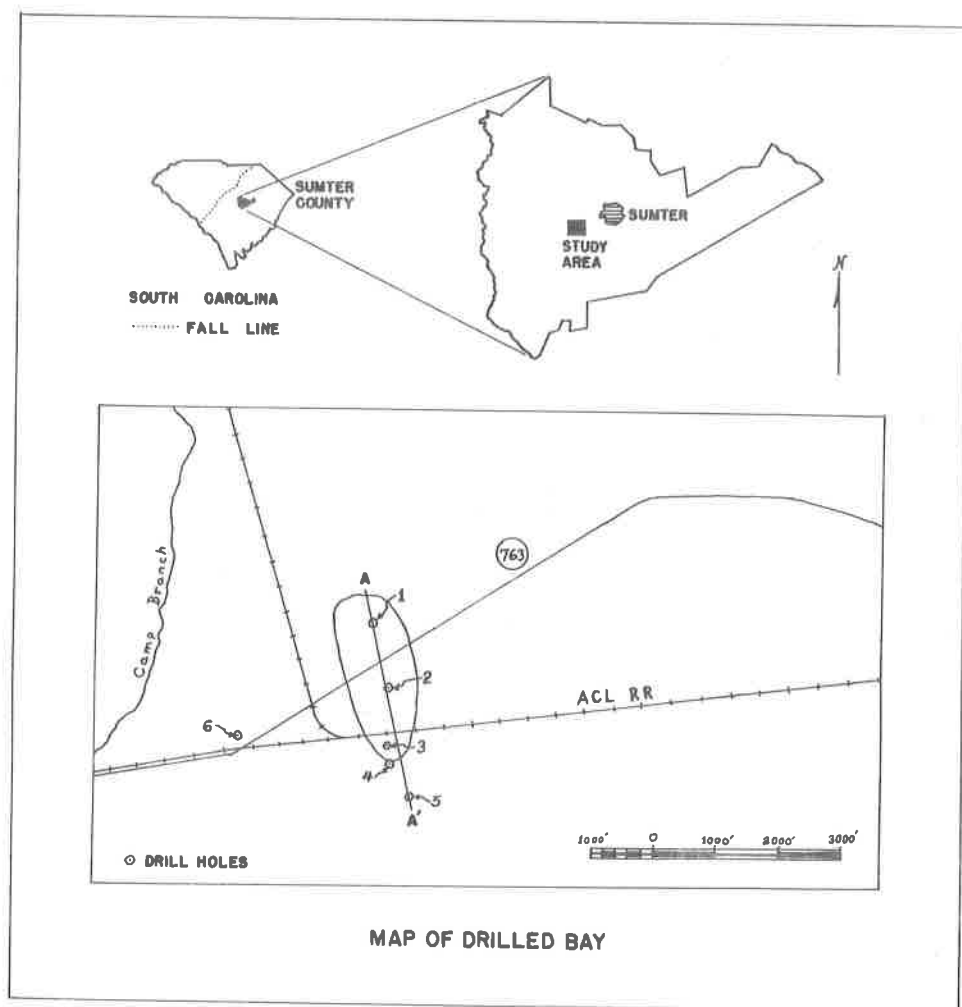 SUMTER
COUNTY
SUMTER
STUDY
AREA
SOUTH CAROLINA
FALL LINE
N
Camp Branch
763
A
1
2
ACL RR
6
3
4
5
A'
1000' 0 1000' 2000' 3000'
DRILL HOLES
MAP OF DRILLED BAY